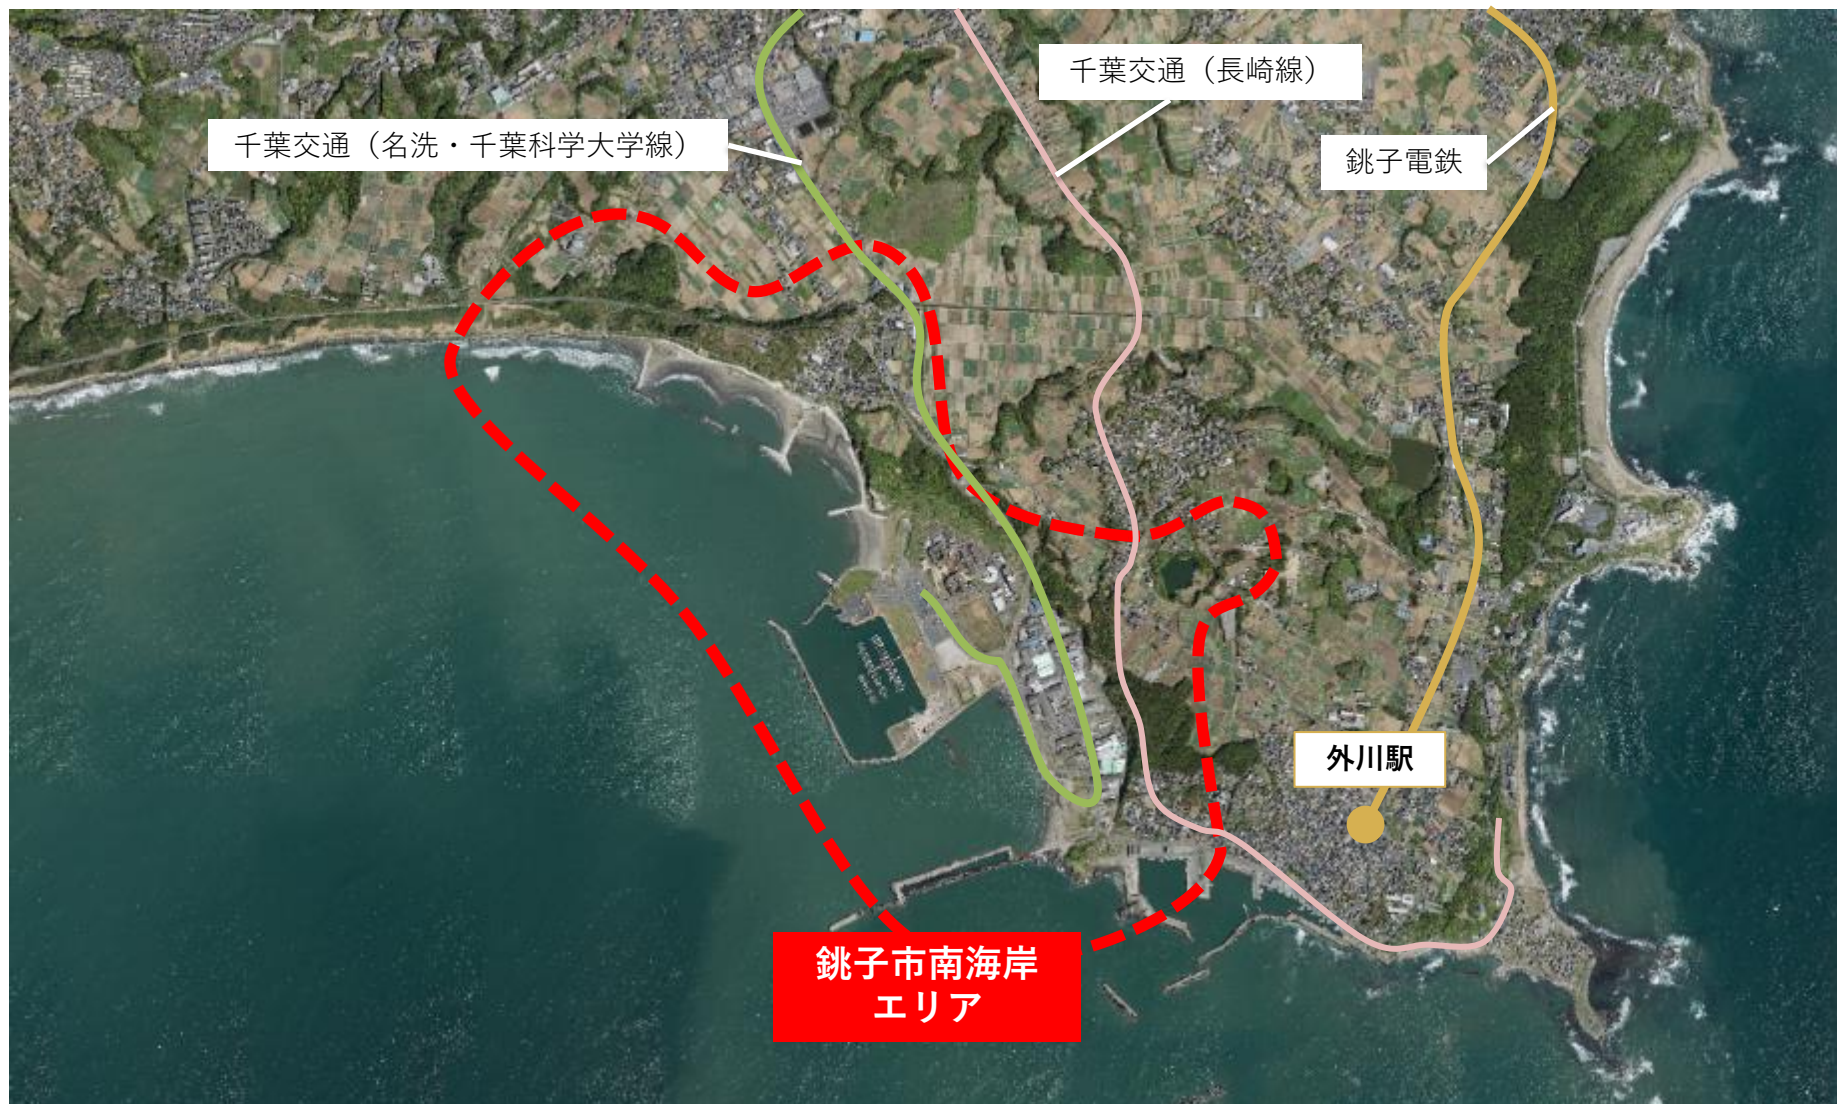 千葉交通（長崎線）
千葉交通（名洗・千葉科学大学線）
銚子電鉄
外川駅
銚子市南海岸
エリア